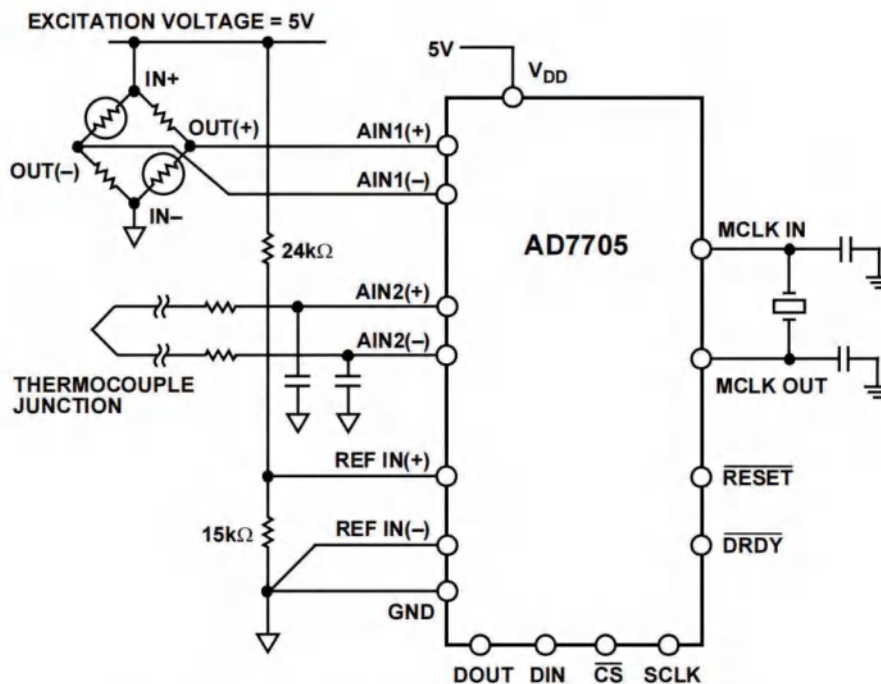 EXCITATION VOLTAGE = 5V
5V
V_DD
IN+
OUT(+)
AIN1(+)
OUT(–)
AIN1(–)
IN–
MCLK IN
AD7705
24kΩ
AIN2(+)
AIN2(–)
THERMOCOUPLE
JUNCTION
MCLK OUT
REF IN(+)
RESET
15kΩ
REF IN(–)
DRDY
GND
DOUT DIN CS SCLK